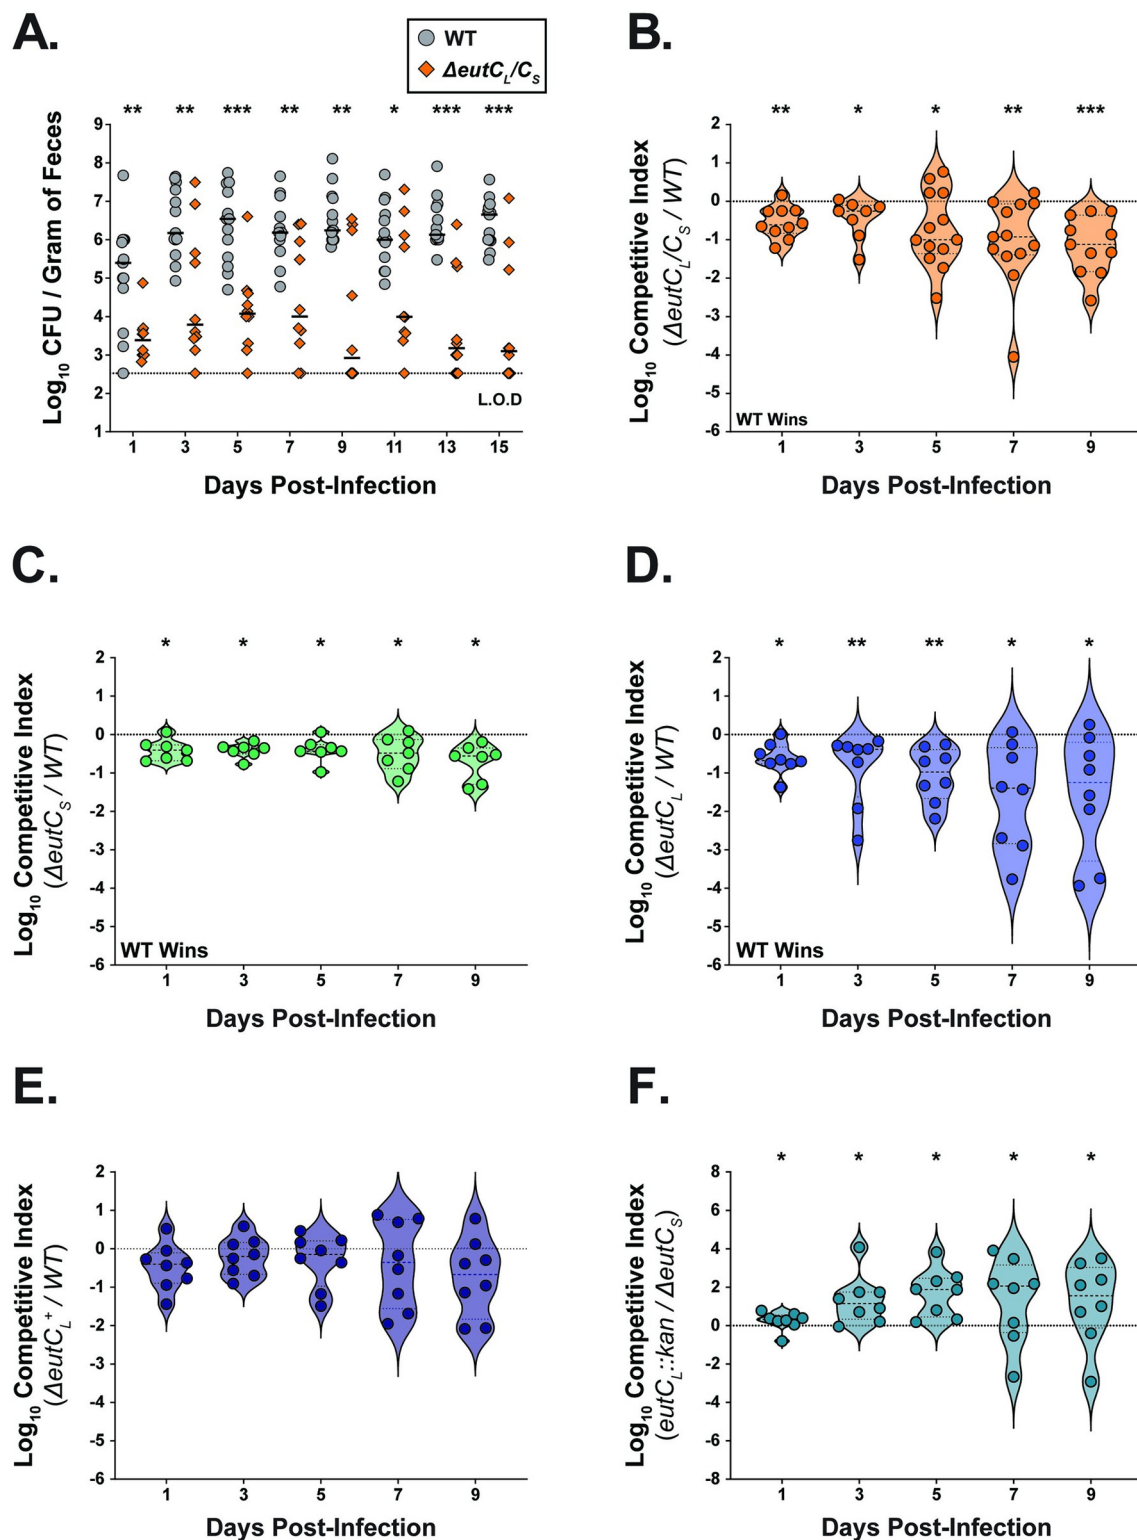 A.
WT
ΔeutC_L/C_S
** ** *** ** ** * *** ***
Log₁₀ CFU / Gram of Feces
9
8
7
6
5
4
3
2
1
L.O.D
1 3 5 7 9 11 13 15
Days Post-Infection
B.
** * * ** ***
Log₁₀ Competitive Index
(ΔeutC_L/C_S / WT)
2
1
0
-1
-2
-3
-4
-5
-6
WT Wins
1 3 5 7 9
Days Post-Infection
C.
* * * * *
Log₁₀ Competitive Index
(ΔeutC_S / WT)
2
1
0
-1
-2
-3
-4
-5
-6
WT Wins
1 3 5 7 9
Days Post-Infection
D.
* ** ** * *
Log₁₀ Competitive Index
(ΔeutC_L / WT)
2
1
0
-1
-2
-3
-4
-5
-6
WT Wins
1 3 5 7 9
Days Post-Infection
E.
Log₁₀ Competitive Index
(ΔeutC_L⁺ / WT)
2
1
0
-1
-2
-3
-4
-5
-6
1 3 5 7 9
Days Post-Infection
F.
* * * * *
Log₁₀ Competitive Index
(eutC_L::kan / ΔeutC_S)
8
6
4
2
0
-2
-4
-6
-8
1 3 5 7 9
Days Post-Infection